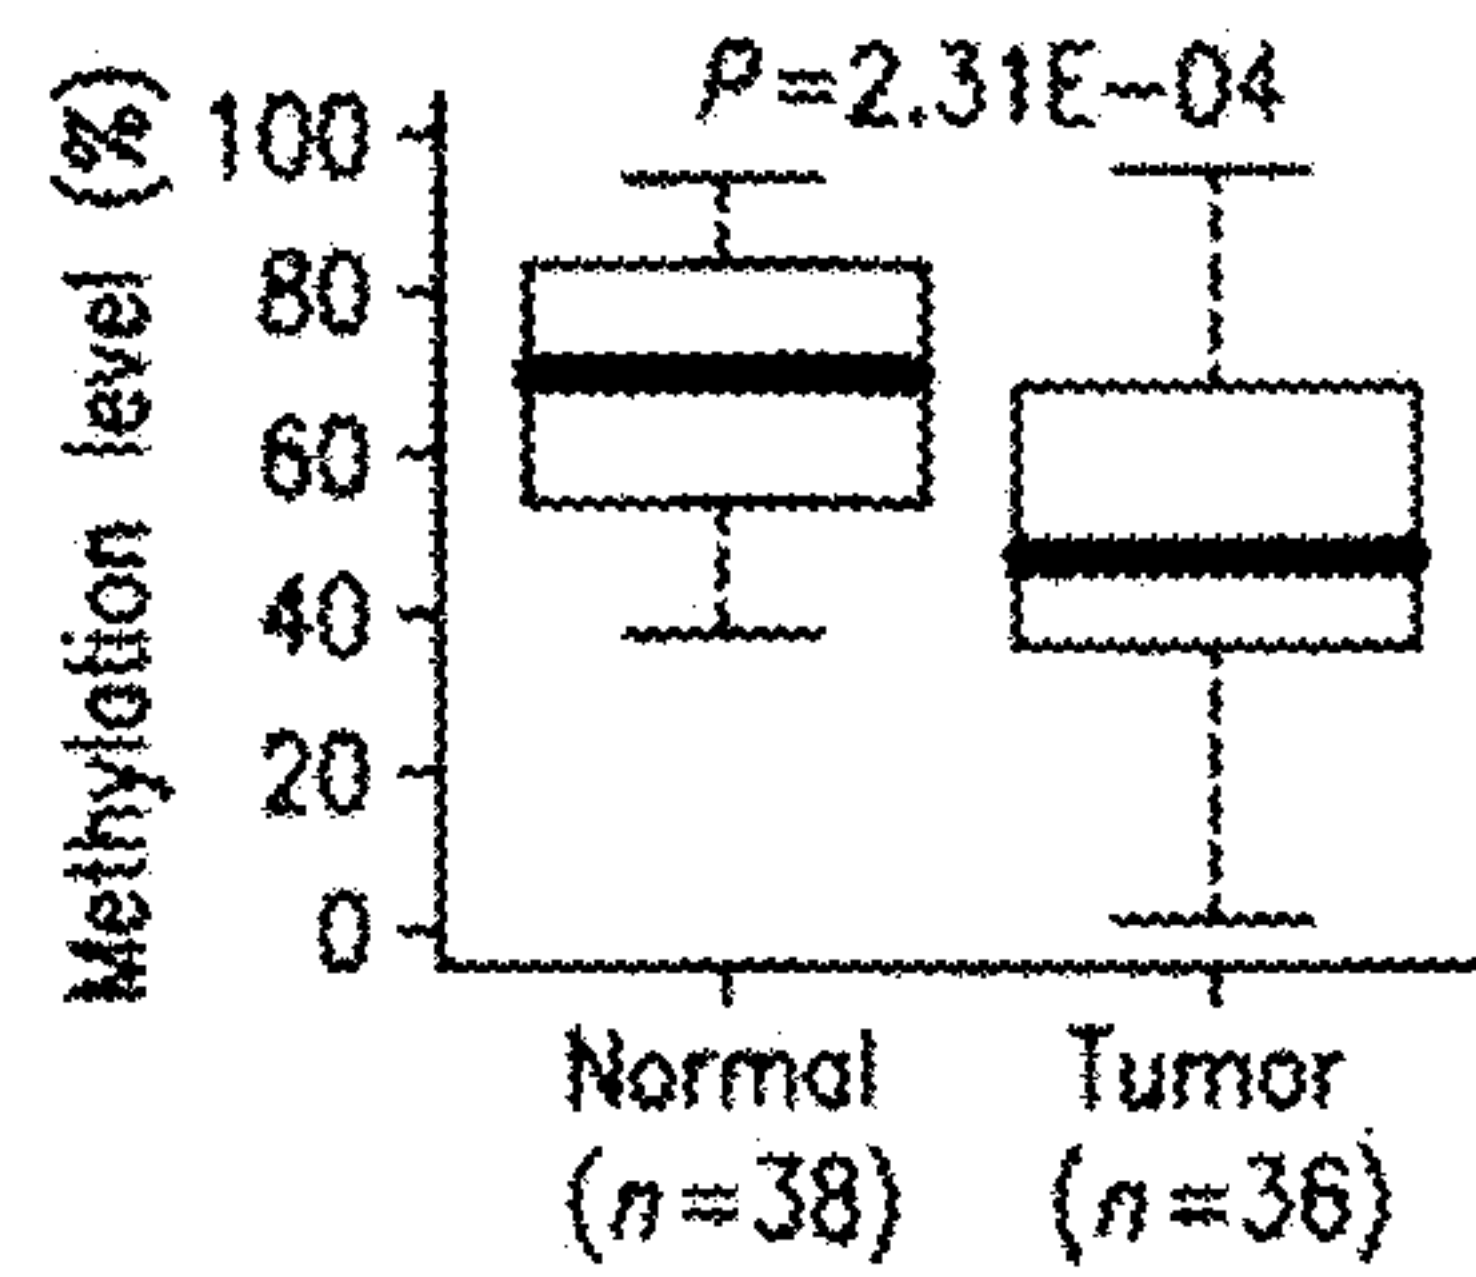 P=2.31E-04
Methylation level (%)
100
80
60
40
20
0
Normal
(n=38)
Tumor
(n=36)